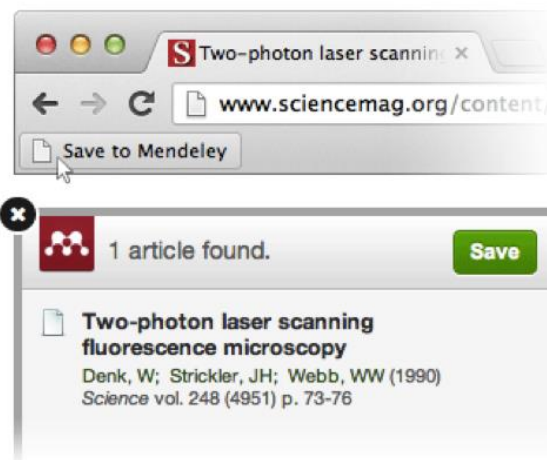 S Two-photon laser scannin
www.sciencemag.org/content/
Save to Mendeley
1 article found.
Save
Two-photon laser scanning
fluorescence microscopy
Denk, W; Strickler, JH; Webb, WW (1990)
Science vol. 248 (4951) p. 73-76